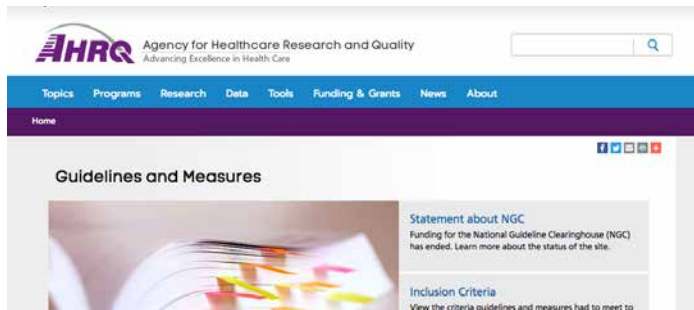 AHRQ
Agency for Healthcare Research and Quality
Advancing Excellence in Health Care
Topics Programs Research Data Tools Funding & Grants News About
Home
Guidelines and Measures
Statement about NGC
Funding for the National Guideline Clearinghouse (NGC)
has ended. Learn more about the status of the site.
Inclusion Criteria
View the criteria guidelines and measures had to meet to